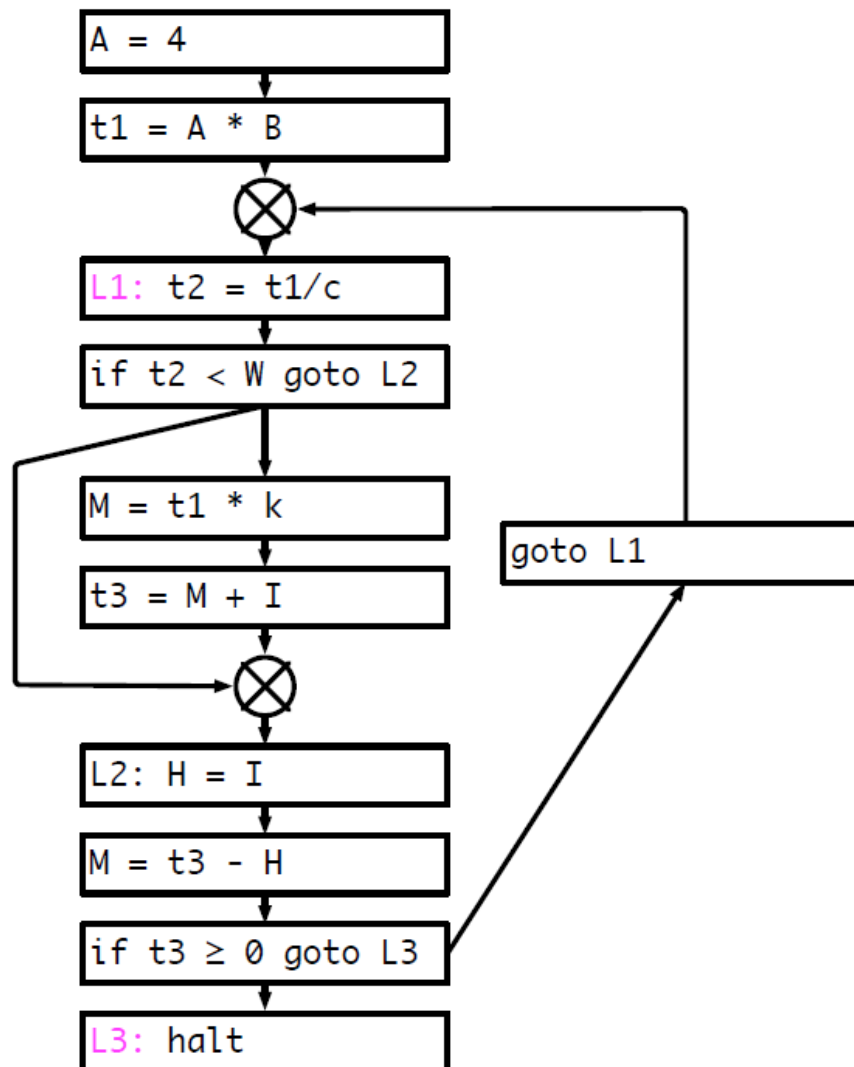 A = 4
t1 = A * B
L1: t2 = t1/c
if t2 < W goto L2
M = t1 * k
goto L1
t3 = M + I
L2: H = I
M = t3 - H
if t3 ≥ 0 goto L3
L3: halt